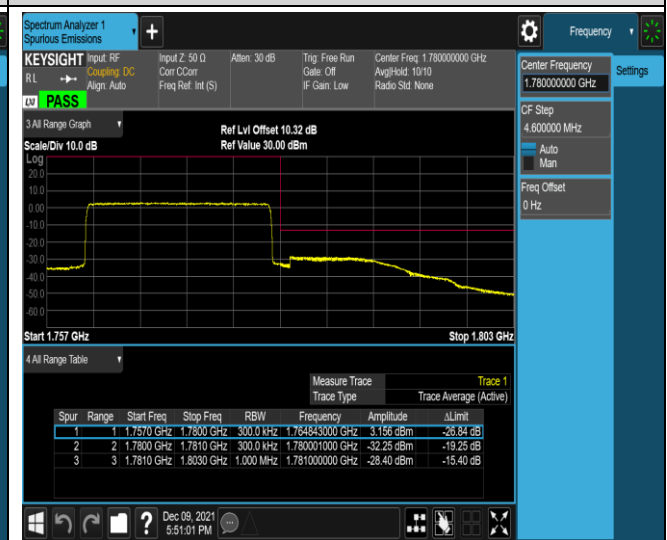 Spectrum Analyzer 1
Spurious Emissions
+
Frequency
KEYSIGHT Input: RF Input Z: 50 Ω Atten: 30 dB Trig: Free Run Center Freq: 1.780000000 GHz
RL Coupling: DC Corr CCorr Gate: Off Avg|Hold: 10/10
Align: Auto Freq Ref: Int (S) IF Gain: Low Radio Std: None
LXI PASS
Center Frequency
1.780000000 GHz
Settings
CF Step
4.600000 MHz
Auto
Man
Freq Offset
0 Hz
3 All Range Graph
Ref Lvl Offset 10.32 dB
Scale/Div 10.0 dB Ref Value 30.00 dBm
Log
20.0
10.0
0.00
-10.0
-20.0
-30.0
-40.0
-50.0
-60.0
Start 1.757 GHz Stop 1.803 GHz
4 All Range Table
Measure Trace Trace 1
Trace Type Trace Average (Active)
Spur Range Start Freq Stop Freq RBW Frequency Amplitude ΔLimit
1 1 1.7570 GHz 1.7800 GHz 300.0 kHz 1.764843000 GHz 3.156 dBm -26.84 dB
2 2 1.7800 GHz 1.7810 GHz 300.0 kHz 1.780001000 GHz -32.25 dBm -19.25 dB
3 3 1.7810 GHz 1.8030 GHz 1.000 MHz 1.781000000 GHz -28.40 dBm -15.40 dB
?
Dec 09, 2021
5:51:01 PM